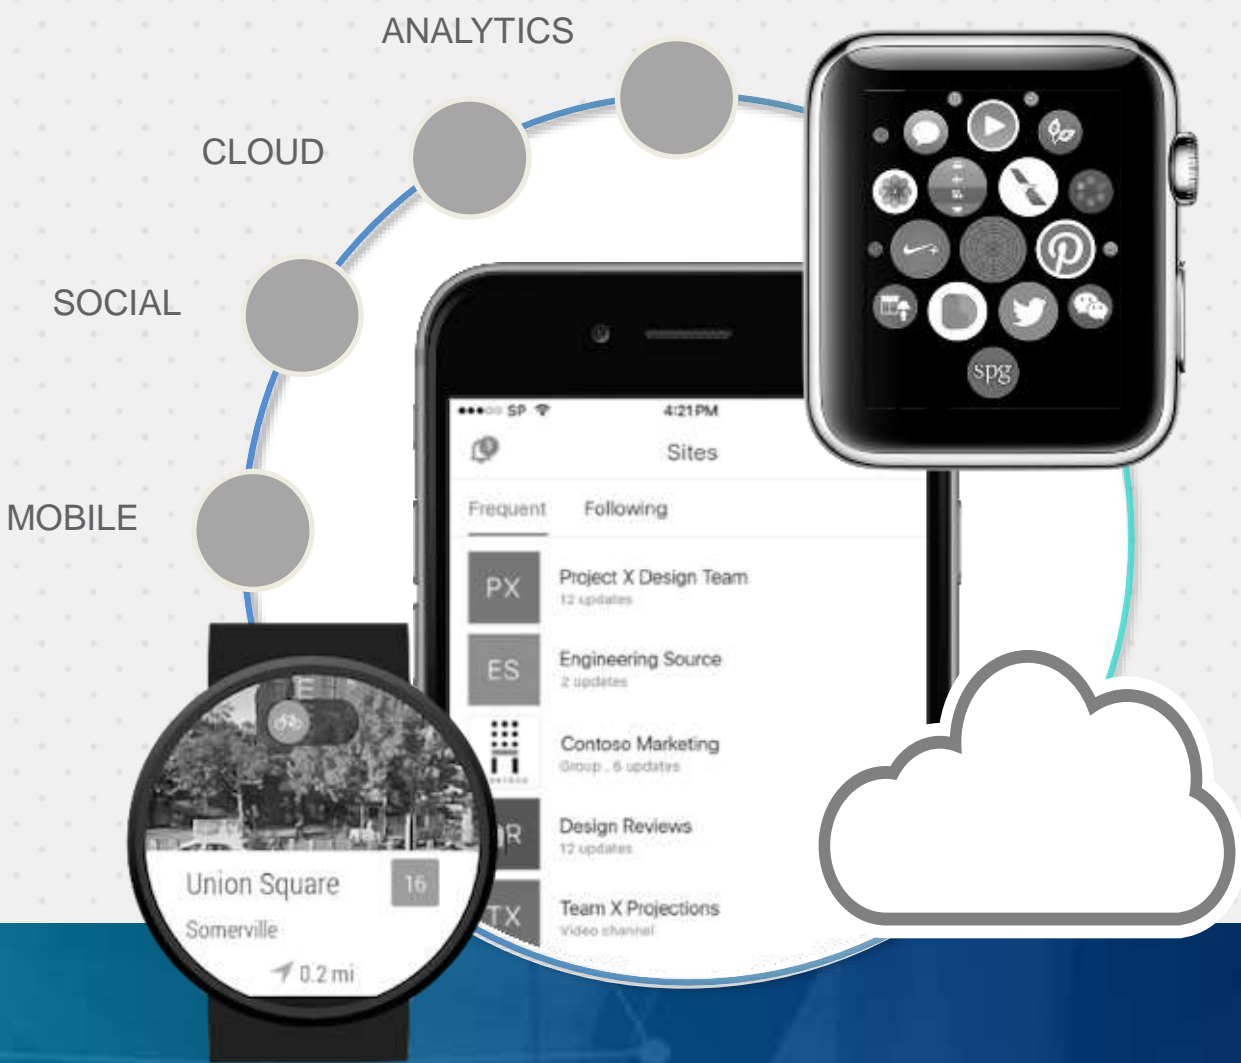 ANALYTICS
CLOUD
SOCIAL
MOBILE
SP
4:21PM
Sites
Frequent
Following
PX
Project X Design Team
12 updates
ES
Engineering Source
2 updates
Contoso Marketing
Group . 6 updates
R
Design Reviews
12 updates
TX
Team X Projections
Video channel
spg
Union Square
16
Somerville
0.2 mi